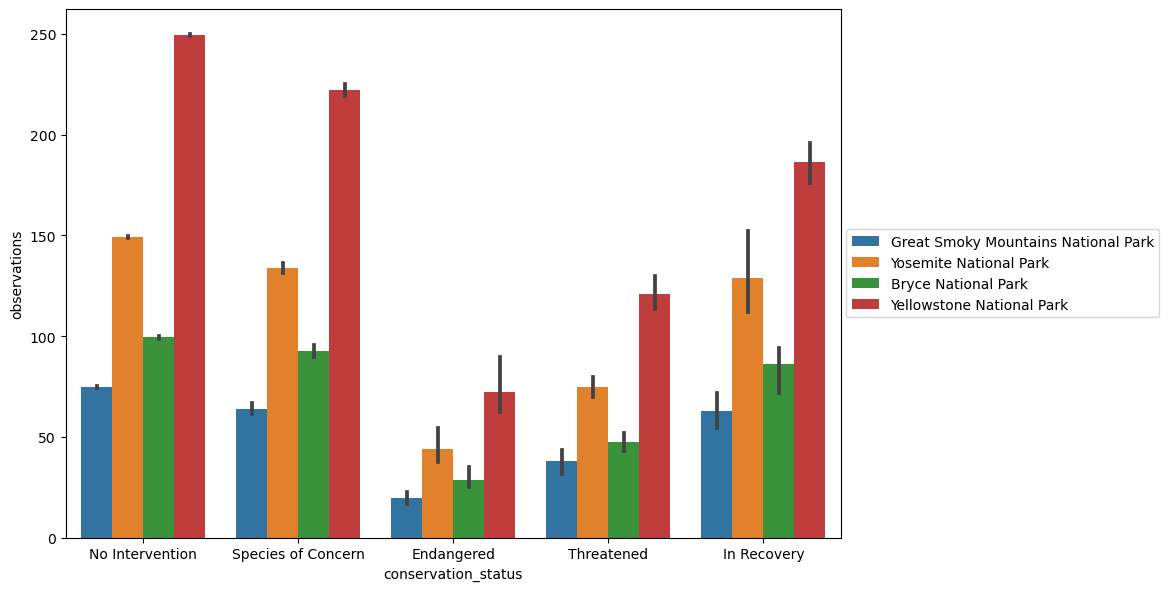 250
200
150
100
50
0
observations
No Intervention
Species of Concern
Endangered
Threatened
In Recovery
conservation_status
Great Smoky Mountains National Park
Yosemite National Park
Bryce National Park
Yellowstone National Park